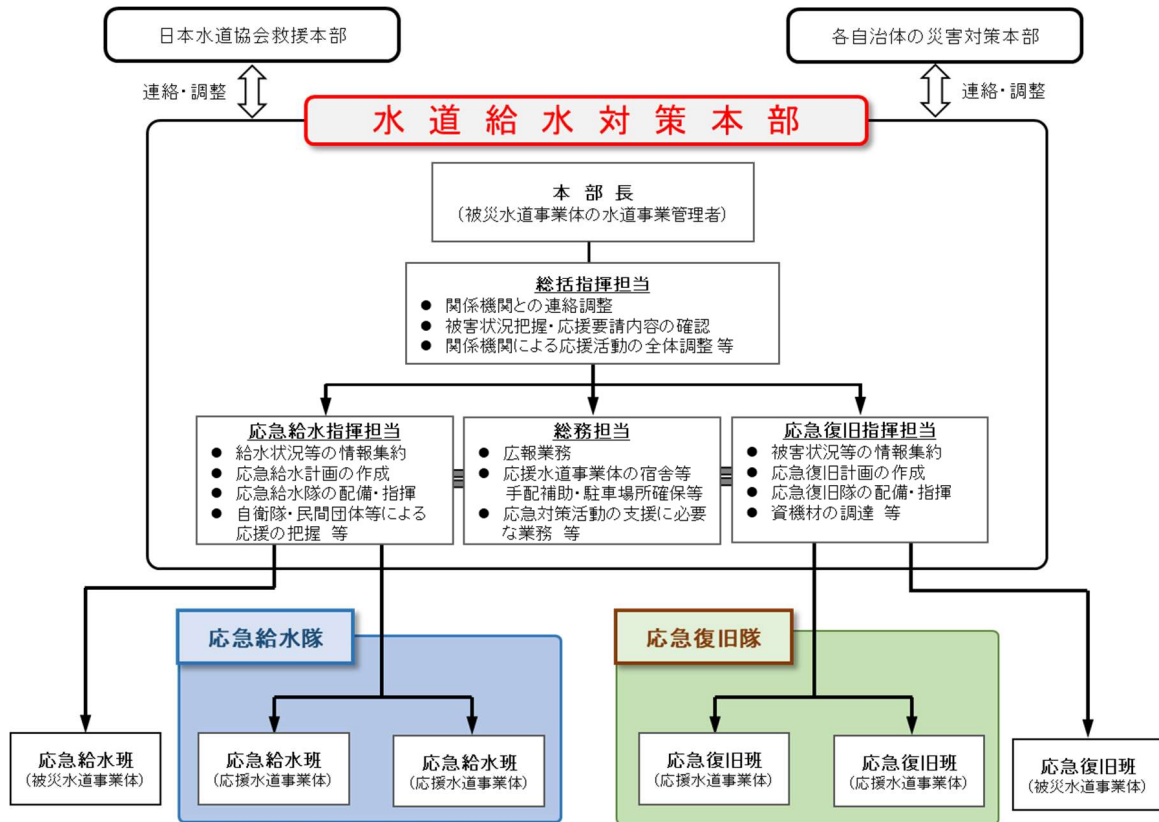 日本水道協会救援本部
各自治体の災害対策本部
連絡・調整
連絡・調整
水道給水対策本部
本部長
(被災水道事業体の水道事業管理者)
総括指揮担当
● 関係機関との連絡調整
● 被害状況把握・応援要請内容の確認
● 関係機関による応援活動の全体調整 等
応急給水指揮担当
● 給水状況等の情報集約
● 応急給水計画の作成
● 応急給水隊の配備・指揮
● 自衛隊・民間団体等による
応援の把握 等
総務担当
● 広報業務
● 応援水道事業体の宿舎等
手配補助・駐車場所確保等
● 応急対策活動の支援に必要
な業務 等
応急復旧指揮担当
● 被害状況等の情報集約
● 応急復旧計画の作成
● 応急復旧隊の配備・指揮
● 資機材の調達 等
応急給水隊
応急復旧隊
応急給水班
(被災水道事業体)
応急給水班
(応援水道事業体)
応急給水班
(応援水道事業体)
応急復旧班
(応援水道事業体)
応急復旧班
(応援水道事業体)
応急復旧班
(被災水道事業体)